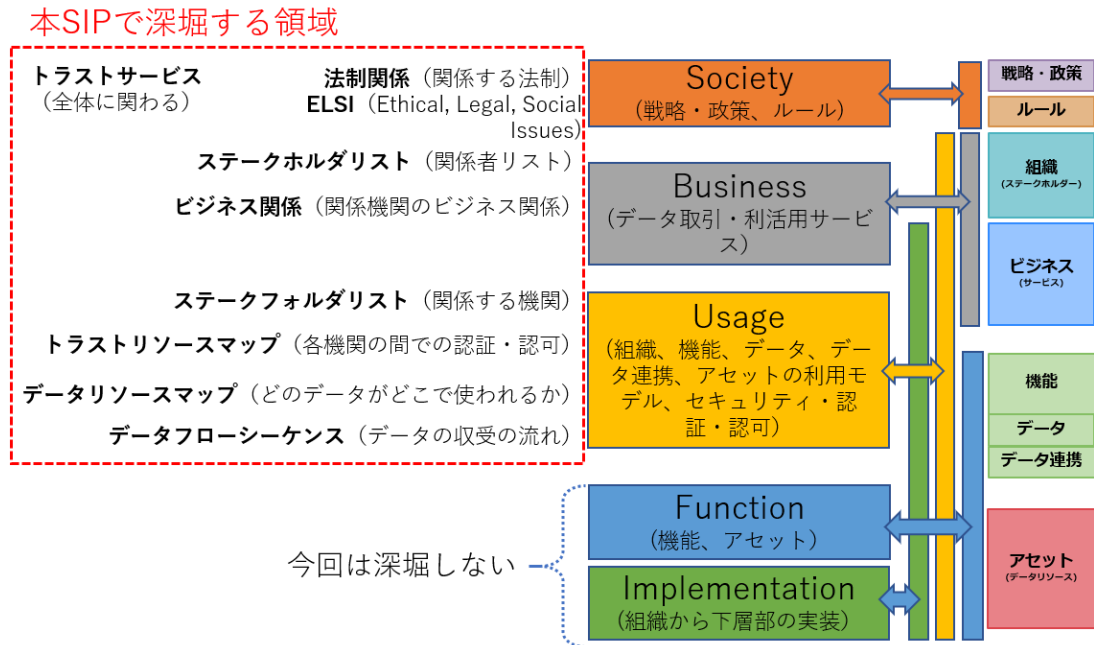 本SIPで深堀する領域
トラストサービス
(全体に関わる)
法制関係(関係する法制)
ELSI(Ethical, Legal, Social
Issues)
ステークホルダリスト(関係者リスト)
ビジネス関係(関係機関のビジネス関係)
ステークフォルダリスト(関係する機関)
トラストリソースマップ(各機関の間での認証・認可)
データリソースマップ(どのデータがどこで使われるか)
データフローシーケンス(データの収受の流れ)
今回は深堀しない
Society
(戦略・政策、ルール)
Business
(データ取引・利活用サービ
ス)
Usage
(組織、機能、データ、デー
タ連携、アセットの利用モ
デル、セキュリティ・認
証・認可)
Function
(機能、アセット)
Implementation
(組織から下層部の実装)
戦略・政策
ルール
組織
(ステークホルダー)
ビジネス
(サービス)
機能
データ
データ連携
アセット
(データリソース)